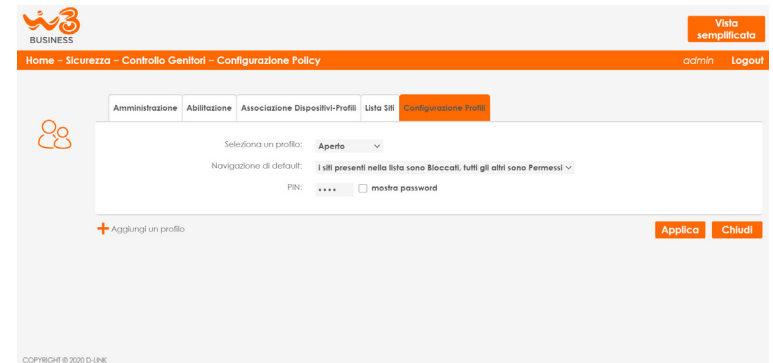 W3
BUSINESS
Vista
semplificata
Home – Sicurezza – Controllo Genitori – Configurazione Policy
admin Logout
Amministrazione Abilitazione Associazione Dispositivi-Profili Lista Siti Configurazione Profili
Seleziona un profilo: Aperto
Navigazione di default: I siti presenti nella lista sono Bloccati, tutti gli altri sono Permessi
PIN: •••• mostra password
+ Aggiungi un profilo
Applica Chiudi
COPYRIGHT © 2020 D-LINK